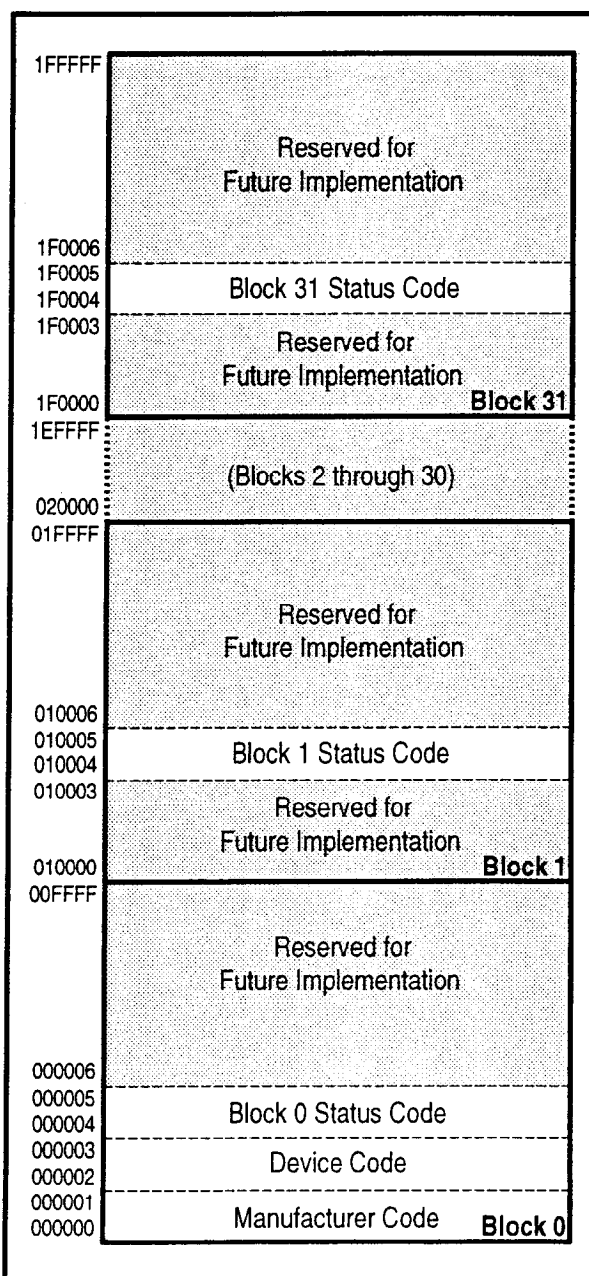 1FFFFF
Reserved for
Future Implementation
1F0006
1F0005
Block 31 Status Code
1F0004
1F0003
Reserved for
Future Implementation
1F0000
Block 31
1EFFFF
(Blocks 2 through 30)
020000
01FFFF
Reserved for
Future Implementation
010006
010005
Block 1 Status Code
010004
010003
Reserved for
Future Implementation
010000
Block 1
00FFFF
Reserved for
Future Implementation
000006
000005
Block 0 Status Code
000004
000003
Device Code
000002
000001
Manufacturer Code
Block 0
000000